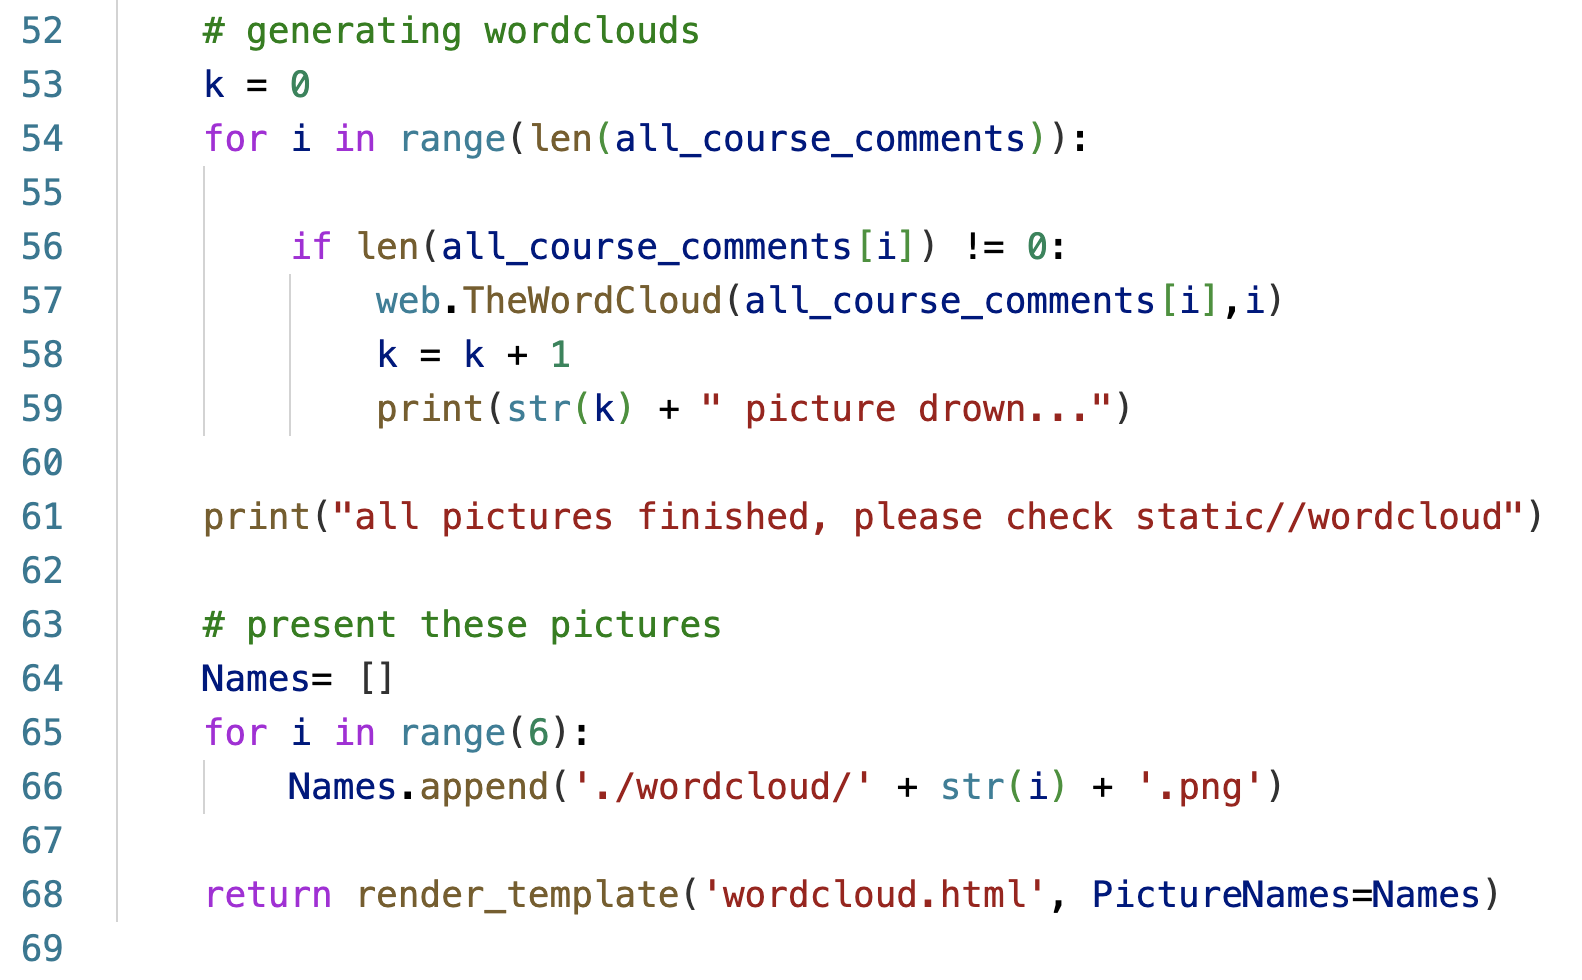 52 # generating wordclouds
53 k = 0
54 for i in range(len(all_course_comments)):
55
56 if len(all_course_comments[i]) != 0:
57 web.TheWordCloud(all_course_comments[i],i)
58 k = k + 1
59 print(str(k) + " picture drown...")
60
61 print("all pictures finished, please check static//wordcloud")
62
63 # present these pictures
64 Names= []
65 for i in range(6):
66 Names.append('./wordcloud/' + str(i) + '.png')
67
68 return render_template('wordcloud.html', PictureNames=Names)
69